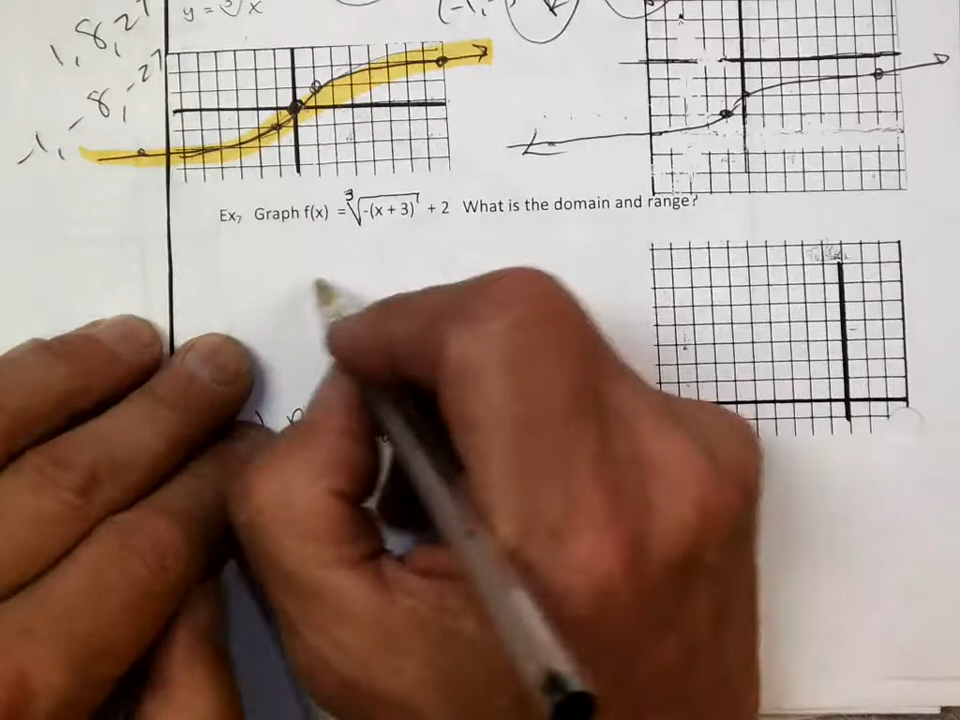 y = ∛x
1, 8, 27
-1, -8, -27
Ex7 Graph f(x) = ∛-(x + 3) + 2 What is the domain and range?